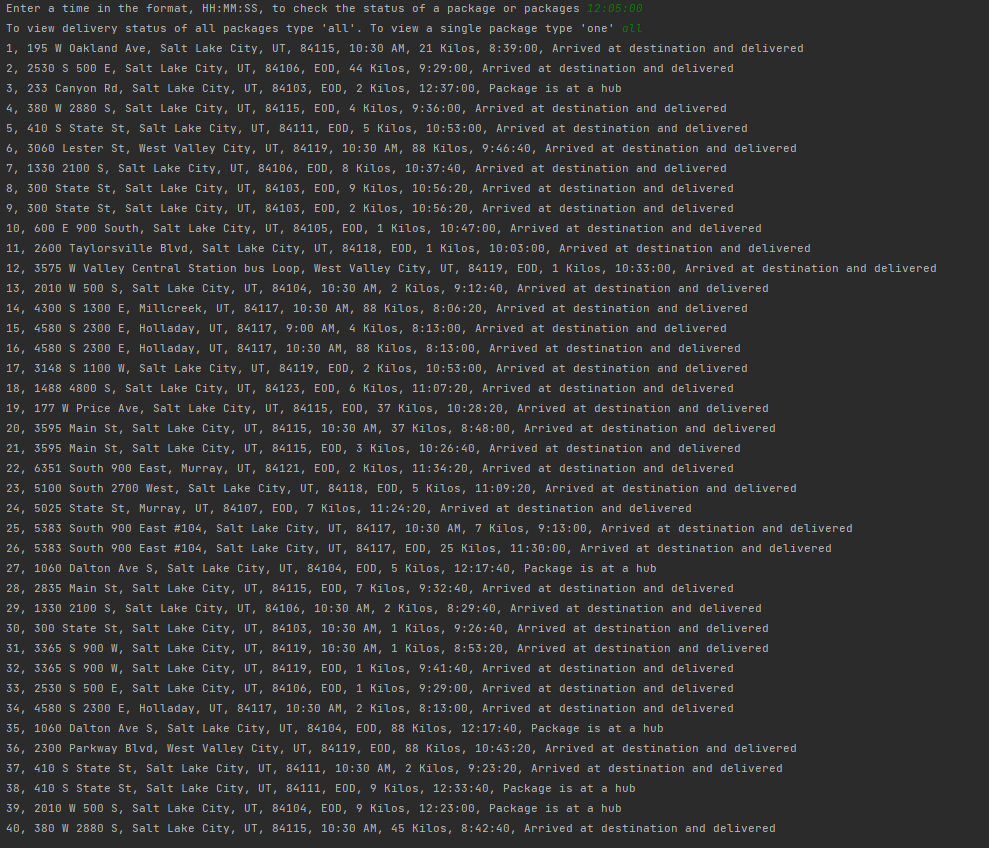 Enter a time in the format, HH:MM:SS, to check the status of a package or packages 12:05:00
To view delivery status of all packages type 'all'. To view a single package type 'one' all
1, 195 W Oakland Ave, Salt Lake City, UT, 84115, 10:30 AM, 21 Kilos, 8:39:00, Arrived at destination and delivered
2, 2530 S 500 E, Salt Lake City, UT, 84106, EOD, 44 Kilos, 9:29:00, Arrived at destination and delivered
3, 233 Canyon Rd, Salt Lake City, UT, 84103, EOD, 2 Kilos, 12:37:00, Package is at a hub
4, 380 W 2880 S, Salt Lake City, UT, 84115, EOD, 4 Kilos, 9:36:00, Arrived at destination and delivered
5, 410 S State St, Salt Lake City, UT, 84111, EOD, 5 Kilos, 10:53:00, Arrived at destination and delivered
6, 3060 Lester St, West Valley City, UT, 84119, 10:30 AM, 88 Kilos, 9:46:40, Arrived at destination and delivered
7, 1330 2100 S, Salt Lake City, UT, 84106, EOD, 8 Kilos, 10:37:40, Arrived at destination and delivered
8, 300 State St, Salt Lake City, UT, 84103, EOD, 9 Kilos, 10:56:20, Arrived at destination and delivered
9, 300 State St, Salt Lake City, UT, 84103, EOD, 2 Kilos, 10:56:20, Arrived at destination and delivered
10, 600 E 900 South, Salt Lake City, UT, 84105, EOD, 1 Kilos, 10:47:00, Arrived at destination and delivered
11, 2600 Taylorsville Blvd, Salt Lake City, UT, 84118, EOD, 1 Kilos, 10:03:00, Arrived at destination and delivered
12, 3575 W Valley Central Station bus Loop, West Valley City, UT, 84119, EOD, 1 Kilos, 10:33:00, Arrived at destination and delivered
13, 2010 W 500 S, Salt Lake City, UT, 84104, 10:30 AM, 2 Kilos, 9:12:40, Arrived at destination and delivered
14, 4300 S 1300 E, Millcreek, UT, 84117, 10:30 AM, 88 Kilos, 8:06:20, Arrived at destination and delivered
15, 4580 S 2300 E, Holladay, UT, 84117, 9:00 AM, 4 Kilos, 8:13:00, Arrived at destination and delivered
16, 4580 S 2300 E, Holladay, UT, 84117, 10:30 AM, 88 Kilos, 8:13:00, Arrived at destination and delivered
17, 3148 S 1100 W, Salt Lake City, UT, 84119, EOD, 2 Kilos, 10:53:00, Arrived at destination and delivered
18, 1488 4800 S, Salt Lake City, UT, 84123, EOD, 6 Kilos, 11:07:20, Arrived at destination and delivered
19, 177 W Price Ave, Salt Lake City, UT, 84115, EOD, 37 Kilos, 10:28:20, Arrived at destination and delivered
20, 3595 Main St, Salt Lake City, UT, 84115, 10:30 AM, 37 Kilos, 8:48:00, Arrived at destination and delivered
21, 3595 Main St, Salt Lake City, UT, 84115, EOD, 3 Kilos, 10:26:40, Arrived at destination and delivered
22, 6351 South 900 East, Murray, UT, 84121, EOD, 2 Kilos, 11:34:20, Arrived at destination and delivered
23, 5100 South 2700 West, Salt Lake City, UT, 84118, EOD, 5 Kilos, 11:09:20, Arrived at destination and delivered
24, 5025 State St, Murray, UT, 84107, EOD, 7 Kilos, 11:24:20, Arrived at destination and delivered
25, 5383 South 900 East #104, Salt Lake City, UT, 84117, 10:30 AM, 7 Kilos, 9:13:00, Arrived at destination and delivered
26, 5383 South 900 East #104, Salt Lake City, UT, 84117, EOD, 25 Kilos, 11:30:00, Arrived at destination and delivered
27, 1060 Dalton Ave S, Salt Lake City, UT, 84104, EOD, 5 Kilos, 12:17:40, Package is at a hub
28, 2835 Main St, Salt Lake City, UT, 84115, EOD, 7 Kilos, 9:32:40, Arrived at destination and delivered
29, 1330 2100 S, Salt Lake City, UT, 84106, 10:30 AM, 2 Kilos, 8:29:40, Arrived at destination and delivered
30, 300 State St, Salt Lake City, UT, 84103, 10:30 AM, 1 Kilos, 9:26:40, Arrived at destination and delivered
31, 3365 S 900 W, Salt Lake City, UT, 84119, 10:30 AM, 1 Kilos, 8:53:20, Arrived at destination and delivered
32, 3365 S 900 W, Salt Lake City, UT, 84119, EOD, 1 Kilos, 9:41:40, Arrived at destination and delivered
33, 2530 S 500 E, Salt Lake City, UT, 84106, EOD, 1 Kilos, 9:29:00, Arrived at destination and delivered
34, 4580 S 2300 E, Holladay, UT, 84117, 10:30 AM, 2 Kilos, 8:13:00, Arrived at destination and delivered
35, 1060 Dalton Ave S, Salt Lake City, UT, 84104, EOD, 88 Kilos, 12:17:40, Package is at a hub
36, 2300 Parkway Blvd, West Valley City, UT, 84119, EOD, 88 Kilos, 10:43:20, Arrived at destination and delivered
37, 410 S State St, Salt Lake City, UT, 84111, 10:30 AM, 2 Kilos, 9:23:20, Arrived at destination and delivered
38, 410 S State St, Salt Lake City, UT, 84111, EOD, 9 Kilos, 12:33:40, Package is at a hub
39, 2010 W 500 S, Salt Lake City, UT, 84104, EOD, 9 Kilos, 12:23:00, Package is at a hub
40, 380 W 2880 S, Salt Lake City, UT, 84115, 10:30 AM, 45 Kilos, 8:42:40, Arrived at destination and delivered